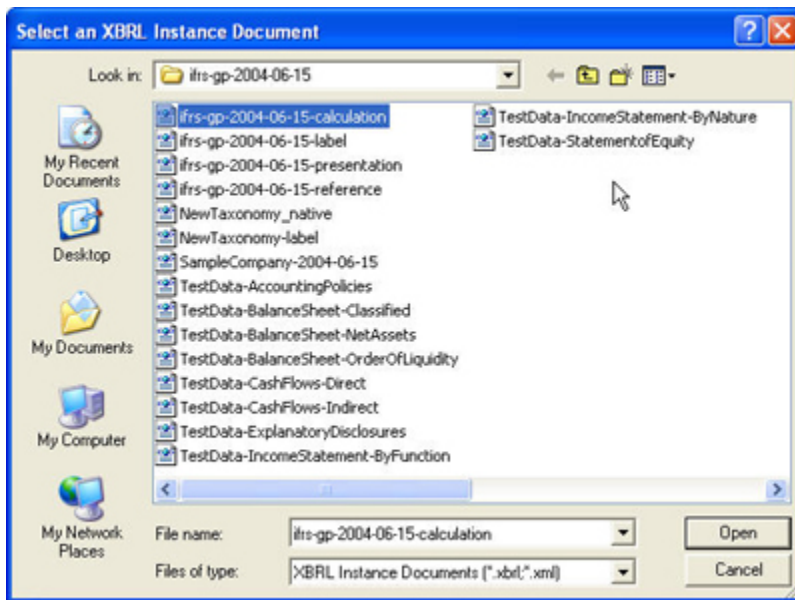 Select an XBRL Instance Document
Look in: ifrs-gp-2004-06-15
My Recent
Documents
Desktop
My Documents
My Computer
My Network
Places
ifrs-gp-2004-06-15-calculation
ifrs-gp-2004-06-15-label
ifrs-gp-2004-06-15-presentation
ifrs-gp-2004-06-15-reference
NewTaxonomy_native
NewTaxonomy-label
SampleCompany-2004-06-15
TestData-AccountingPolicies
TestData-BalanceSheet-Classified
TestData-BalanceSheet-NetAssets
TestData-BalanceSheet-OrderOfLiquidity
TestData-CashFlows-Direct
TestData-CashFlows-Indirect
TestData-ExplanatoryDisclosures
TestData-IncomeStatement-ByFunction
TestData-IncomeStatement-ByNature
TestData-StatementofEquity
File name: ifrs-gp-2004-06-15-calculation Open
Files of type: XBRL Instance Documents (*.xbrl;*.xml) Cancel